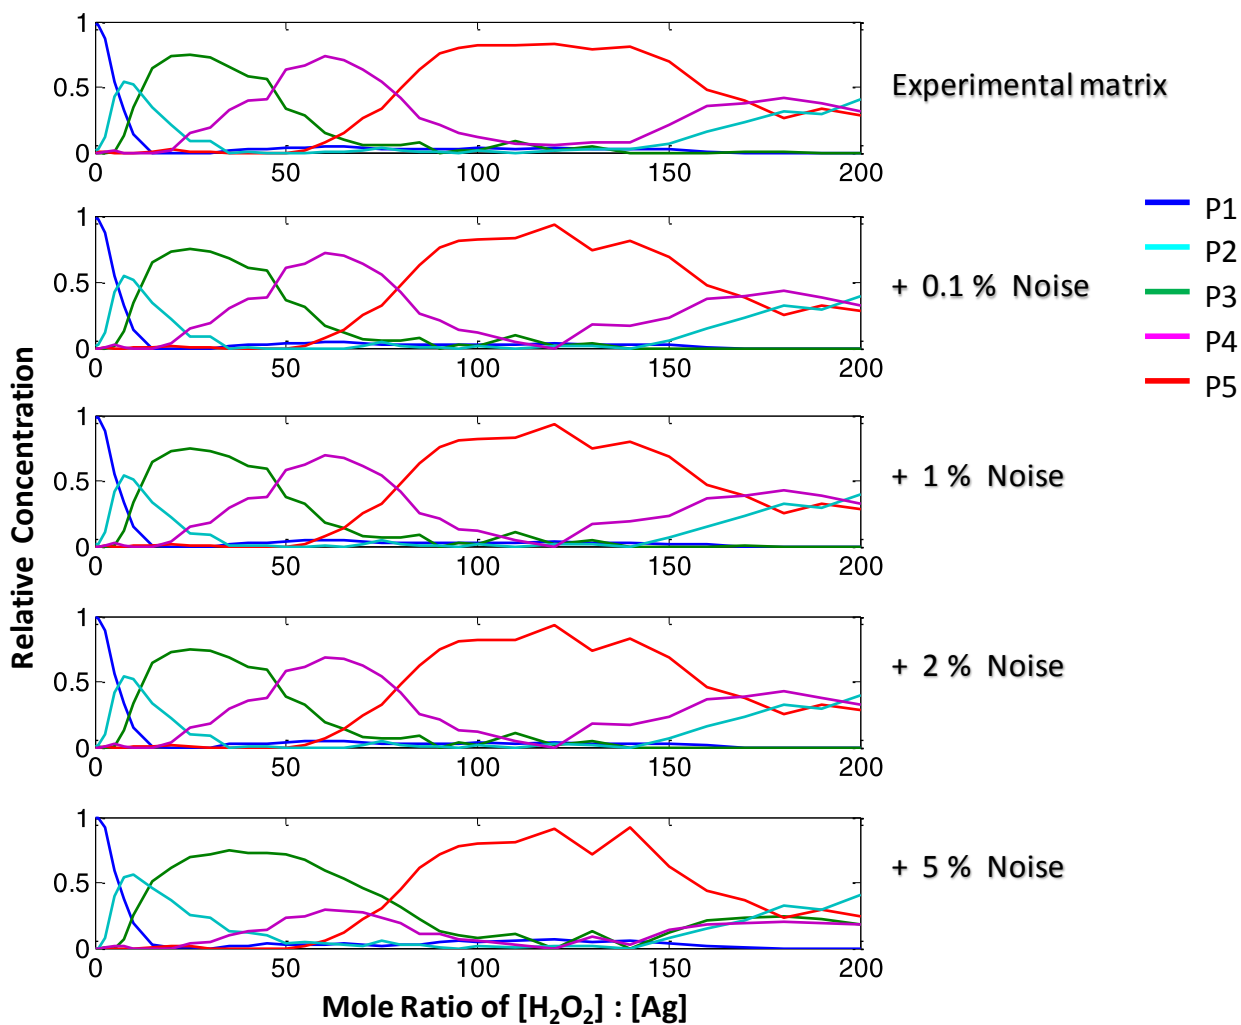 1
0.5
0
0 50 100 150 200
Experimental matrix
1
0.5
0
0 50 100 150 200
+ 0.1 % Noise
1
0.5
0
0 50 100 150 200
+ 1 % Noise
1
0.5
0
0 50 100 150 200
+ 2 % Noise
1
0.5
0
0 50 100 150 200
+ 5 % Noise
P1
P2
P3
P4
P5
Relative Concentration
Mole Ratio of [H₂O₂] : [Ag]